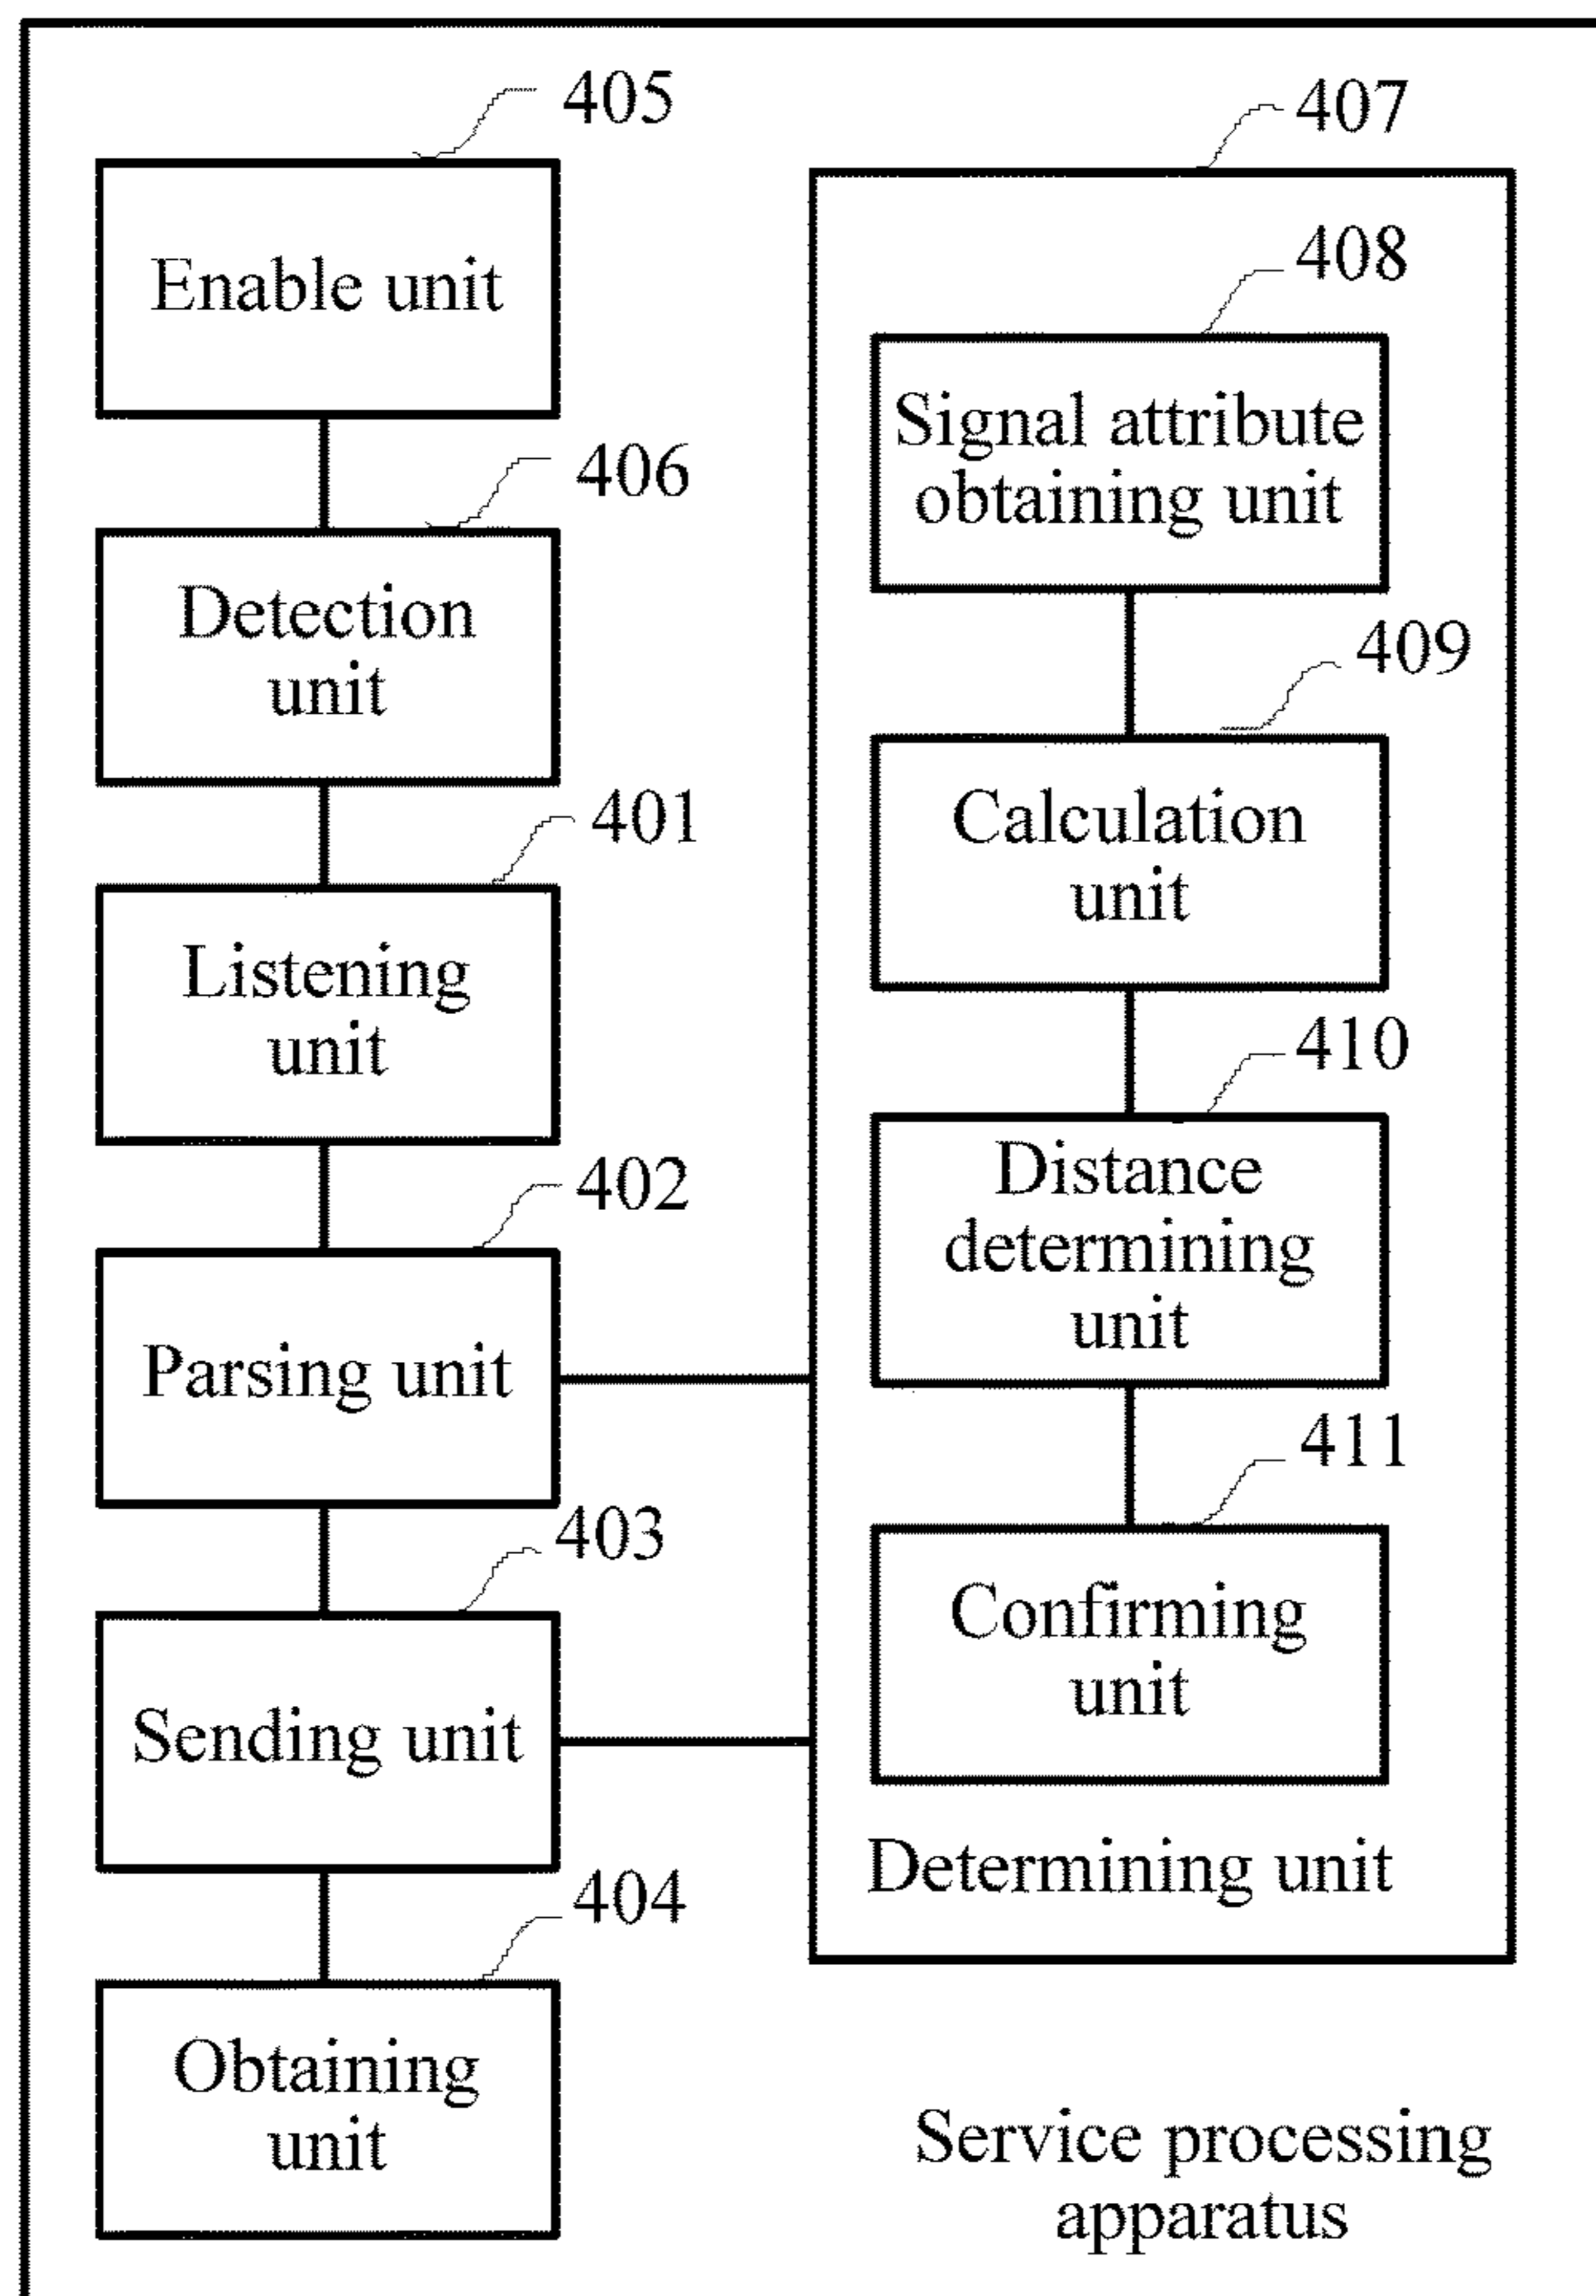 405
Enable unit
406
Detection
unit
401
Listening
unit
402
Parsing unit
403
Sending unit
404
Obtaining
unit
407
408
Signal attribute
obtaining unit
409
Calculation
unit
410
Distance
determining
unit
411
Confirming
unit
Determining unit
Service processing
apparatus